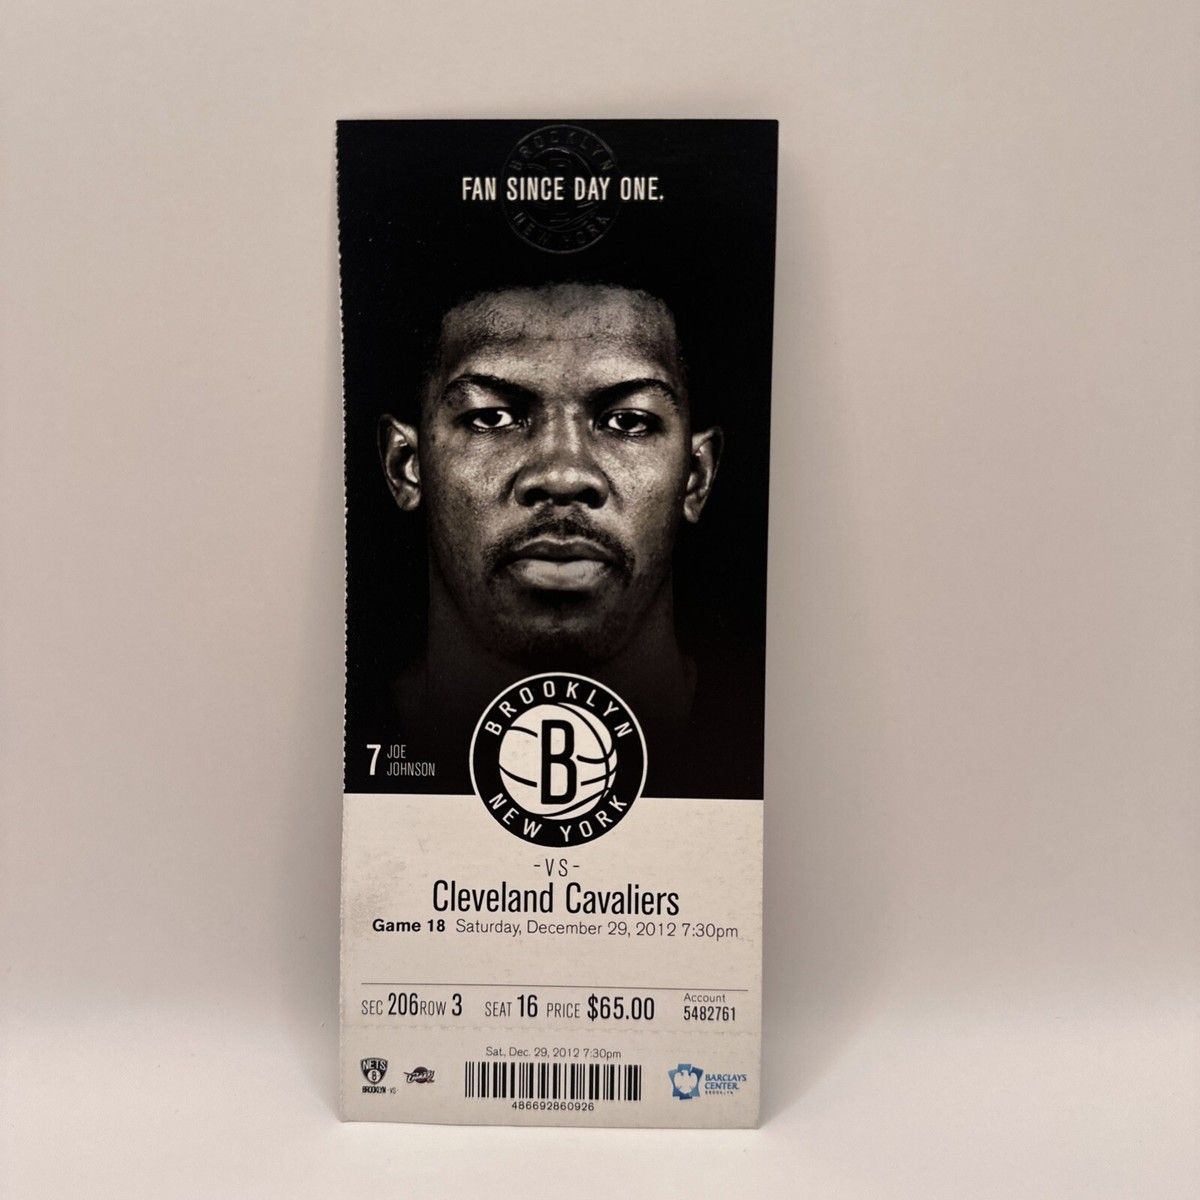 BROOKLYN
FAN SINCE DAY ONE.
NEW YORK
7 JOE
JOHNSON
BROOKLYN
B
NEW YORK
-VS-
Cleveland Cavaliers
Game 18 Saturday, December 29, 2012 7:30pm
SEC 206 ROW 3 SEAT 16 PRICE $65.00
Account
5482761
Sat, Dec. 29, 2012 7:30pm
NETS
B
BROOKLYN -VS-
CAVALIERS
BARCLAYS
CENTER
BROOKLYN
486692860926